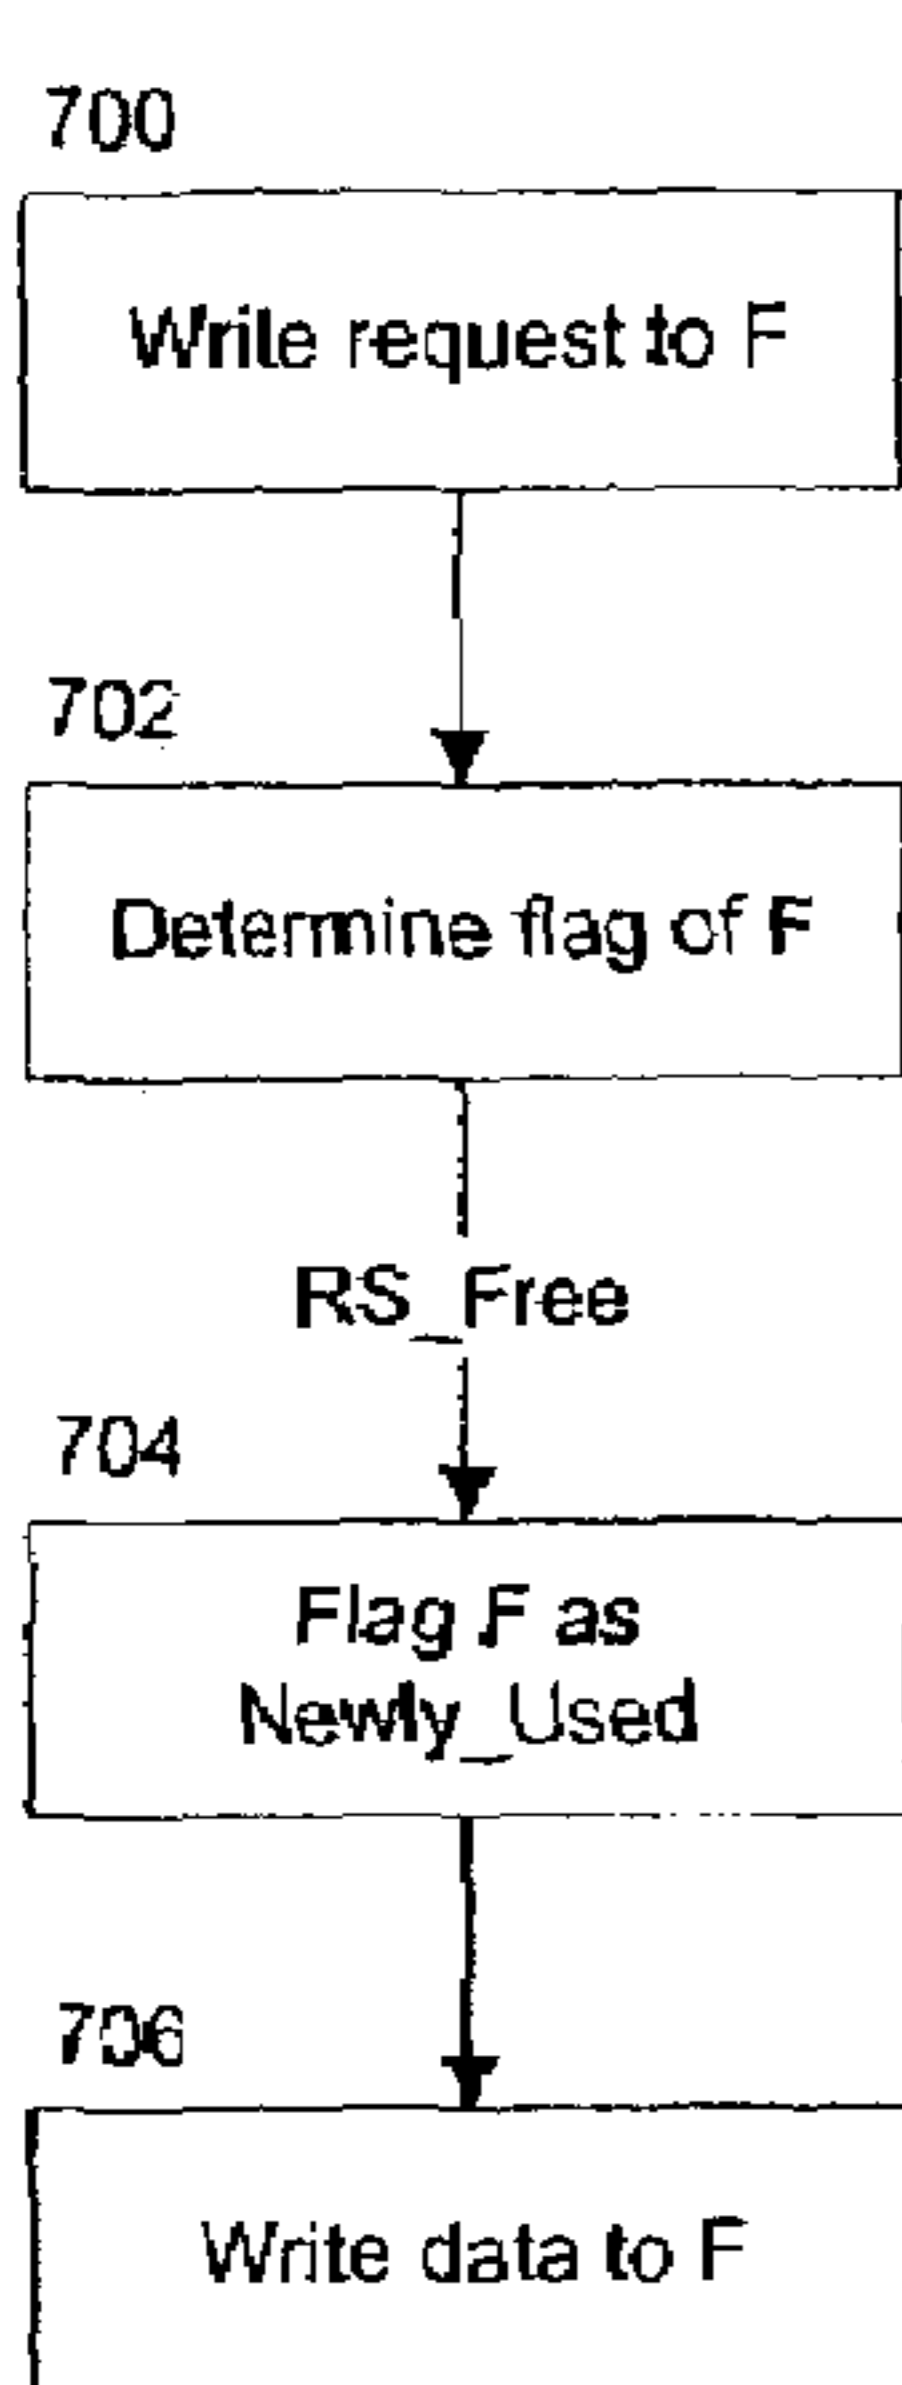 700
Write request to F
702
Determine flag of F
RS_Free
704
Flag F as
Newly_Used
706
Write data to F